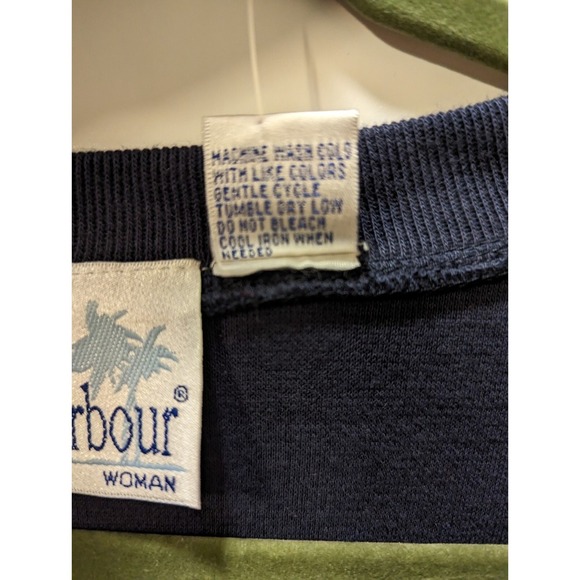 MACHINE WASH COLD
WITH LIKE COLORS
GENTLE CYCLE
TUMBLE DRY LOW
DO NOT BLEACH
COOL IRON WHEN
NEEDED
rbour®
WOMAN